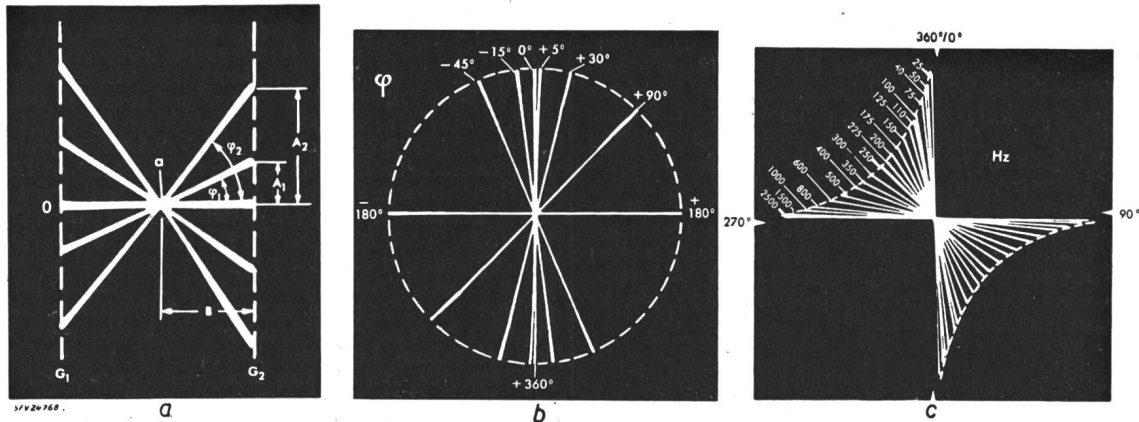 a
φ2
A2
φ1
A1
0
B
G1
G2
SFV24768.
a
φ
-45°
-15°
0°
+5°
+30°
+90°
-
180°
+
180°
+360°
b
360°/0°
25
40
50
75
100
110
125
150
175
200
225
250
300
350
400
500
600
800
1000
1500
2500
Hz
270°
90°
c